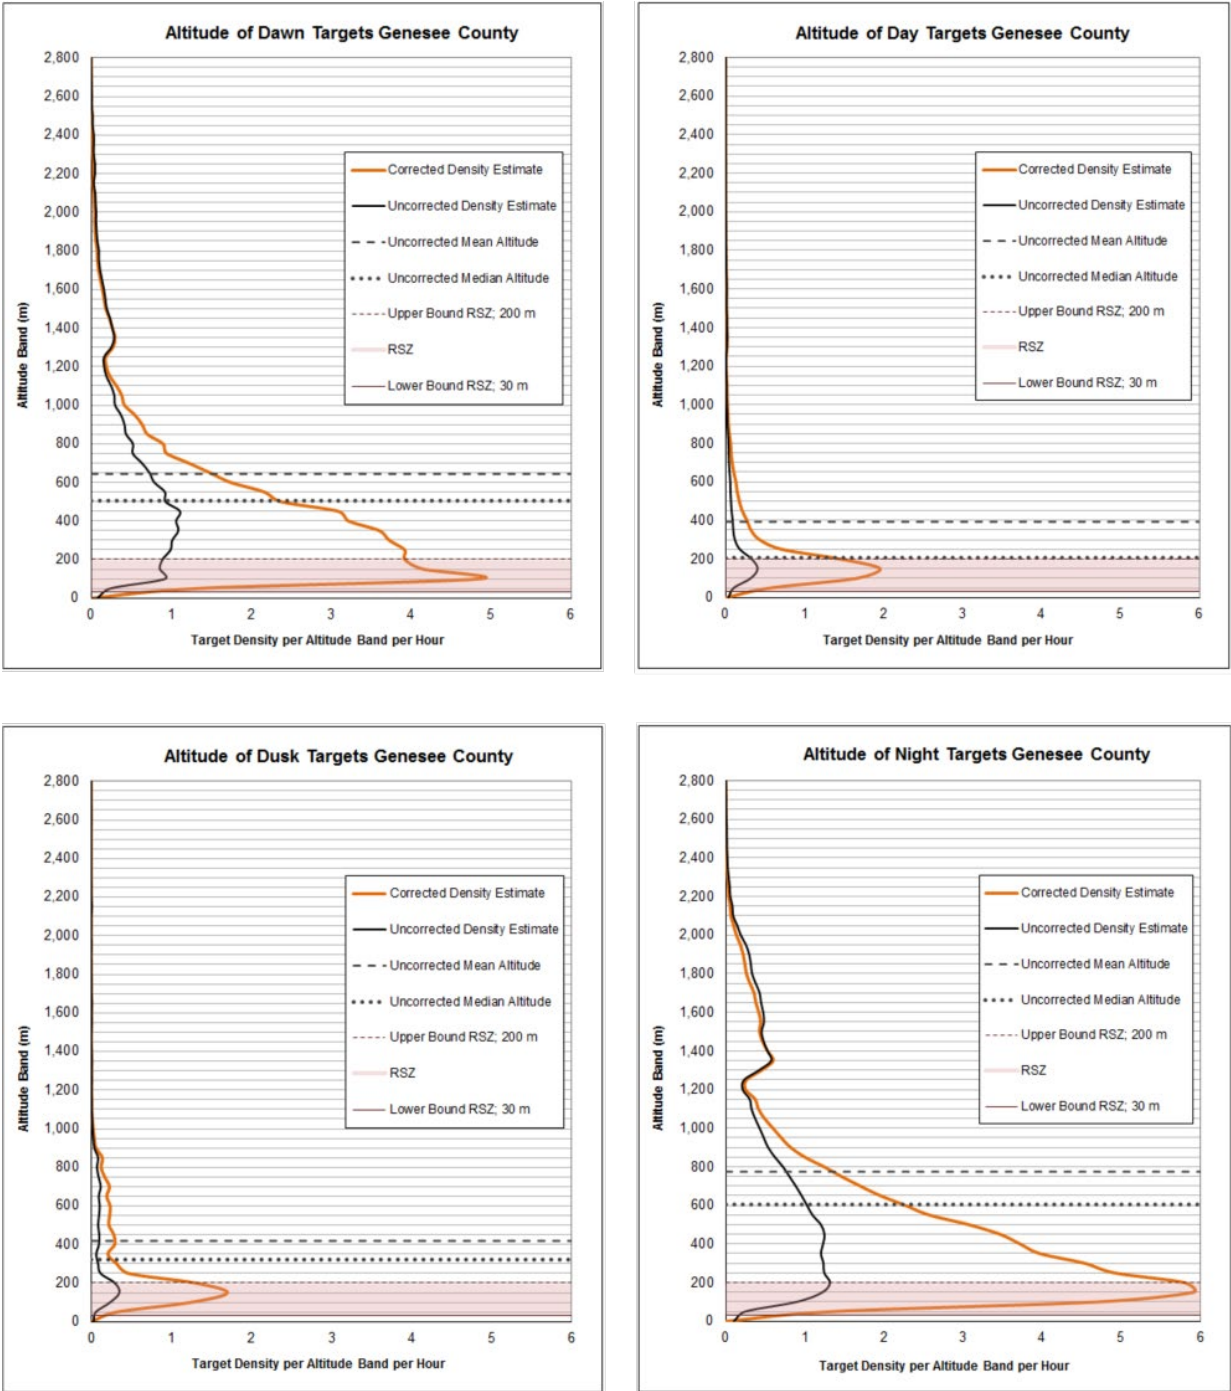 Altitude of Dawn Targets Genesee County
2,800
2,600
2,400
2,200
2,000
1,800
1,600
1,400
1,200
1,000
800
600
400
200
0
Altitude Band (m)
Corrected Density Estimate
Uncorrected Density Estimate
Uncorrected Mean Altitude
Uncorrected Median Altitude
Upper Bound RSZ; 200 m
RSZ
Lower Bound RSZ; 30 m
0 1 2 3 4 5 6
Target Density per Altitude Band per Hour
Altitude of Day Targets Genesee County
2,800
2,600
2,400
2,200
2,000
1,800
1,600
1,400
1,200
1,000
800
600
400
200
0
Altitude Band (m)
Corrected Density Estimate
Uncorrected Density Estimate
Uncorrected Mean Altitude
Uncorrected Median Altitude
Upper Bound RSZ; 200 m
RSZ
Lower Bound RSZ; 30 m
0 1 2 3 4 5 6
Target Density per Altitude Band per Hour
Altitude of Dusk Targets Genesee County
2,800
2,600
2,400
2,200
2,000
1,800
1,600
1,400
1,200
1,000
800
600
400
200
0
Altitude Band (m)
Corrected Density Estimate
Uncorrected Density Estimate
Uncorrected Mean Altitude
Uncorrected Median Altitude
Upper Bound RSZ; 200 m
RSZ
Lower Bound RSZ; 30 m
0 1 2 3 4 5 6
Target Density per Altitude Band per Hour
Altitude of Night Targets Genesee County
2,800
2,600
2,400
2,200
2,000
1,800
1,600
1,400
1,200
1,000
800
600
400
200
0
Altitude Band (m)
Corrected Density Estimate
Uncorrected Density Estimate
Uncorrected Mean Altitude
Uncorrected Median Altitude
Upper Bound RSZ; 200 m
RSZ
Lower Bound RSZ; 30 m
0 1 2 3 4 5 6
Target Density per Altitude Band per Hour